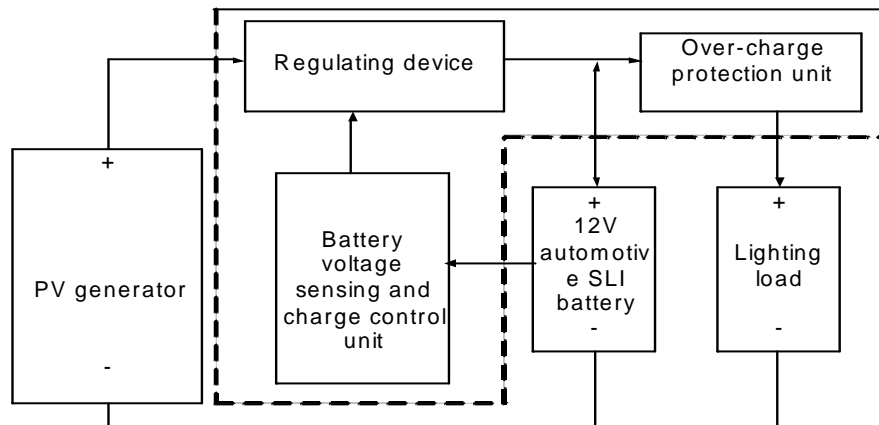 Regulating device
Over-charge
protection unit
+
PV generator
-
Battery
voltage
sensing and
charge control
unit
+
12V
automotiv
e SLI
battery
-
+
Lighting
load
-